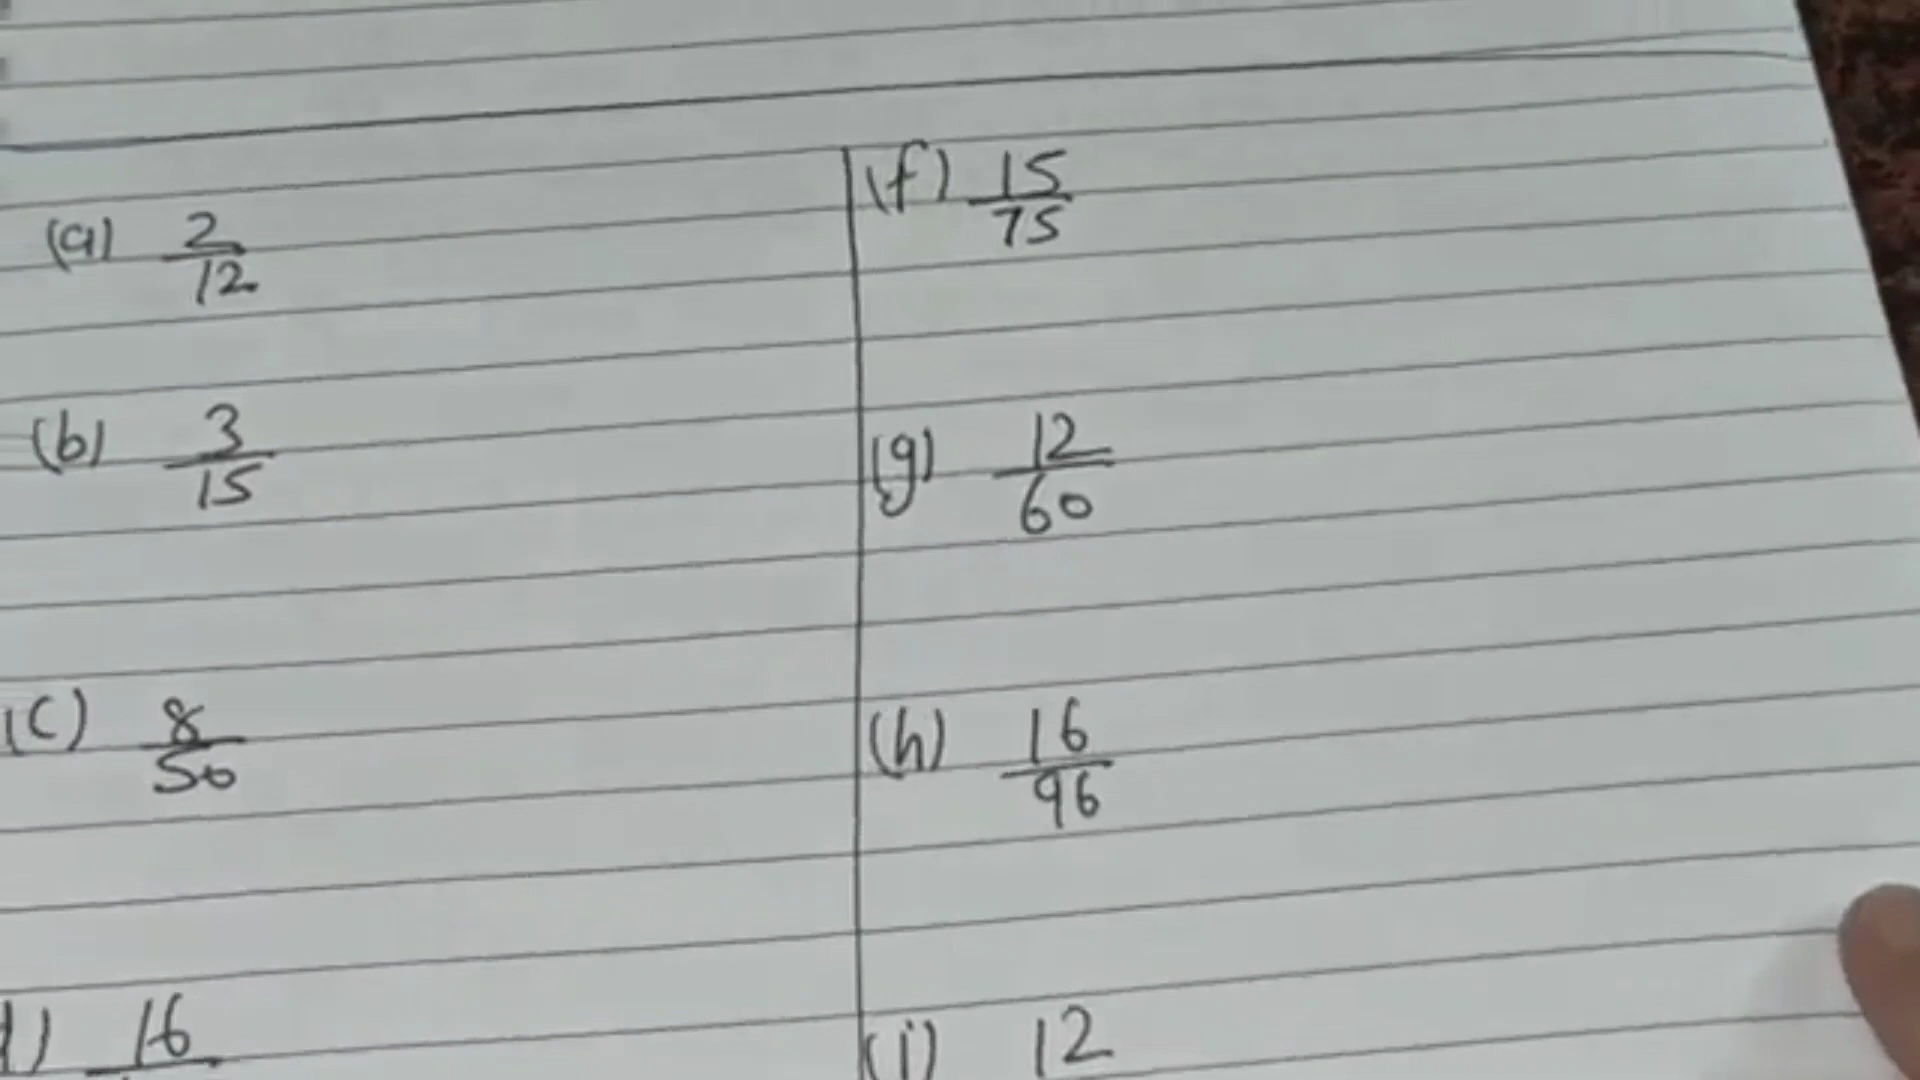 (a) 2/12
(b) 3/15
(c) 8/50
16
(f) 15/75
(g) 12/60
(h) 16/96
(i) 12